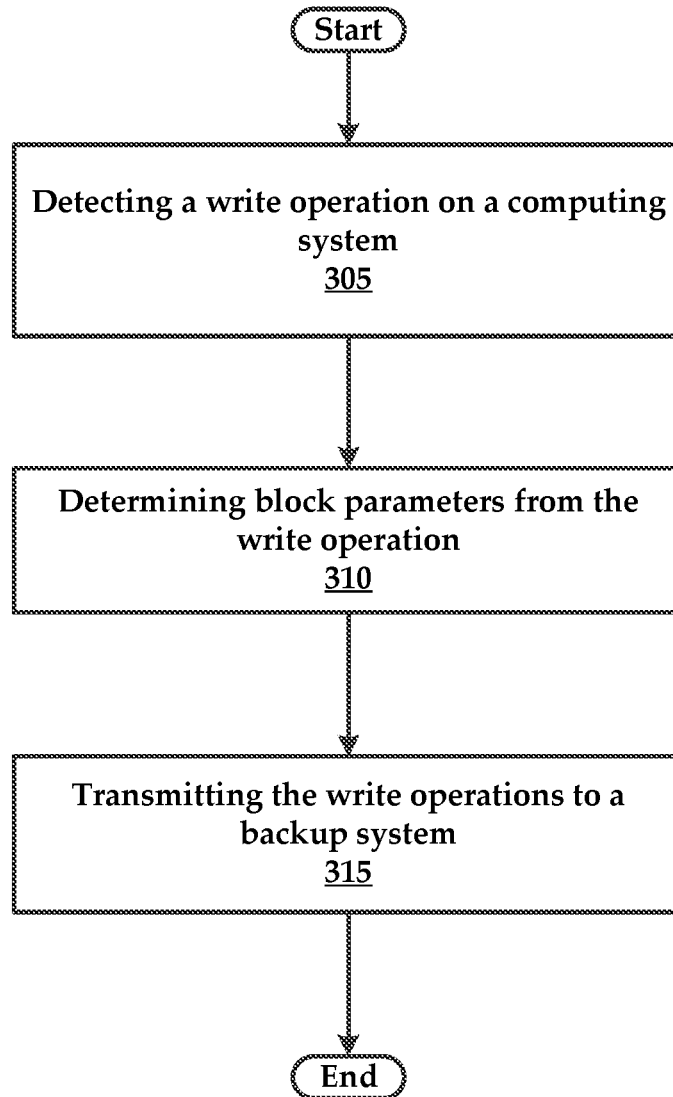 Start
Detecting a write operation on a computing
system
305
Determining block parameters from the
write operation
310
Transmitting the write operations to a
backup system
315
End